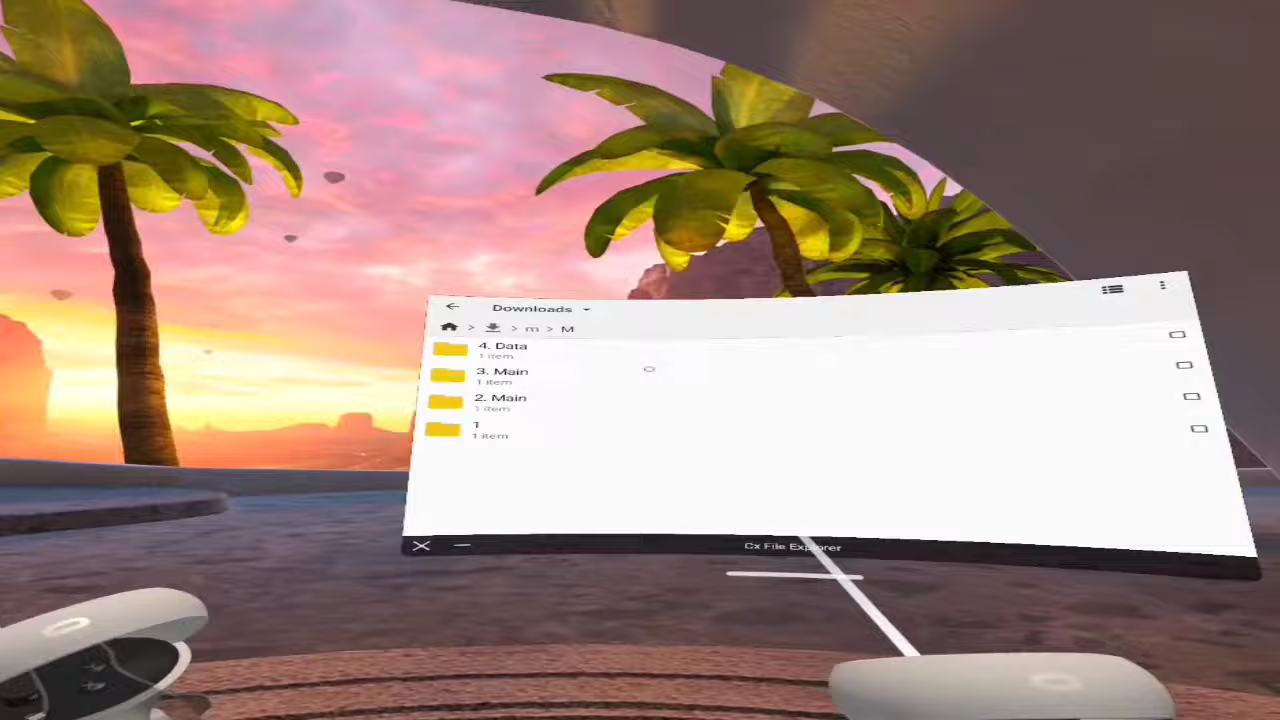 Downloads
m > M
4. Data
1 item
3. Main
1 item
2. Main
1 item
1
1 item
Cx File Explorer